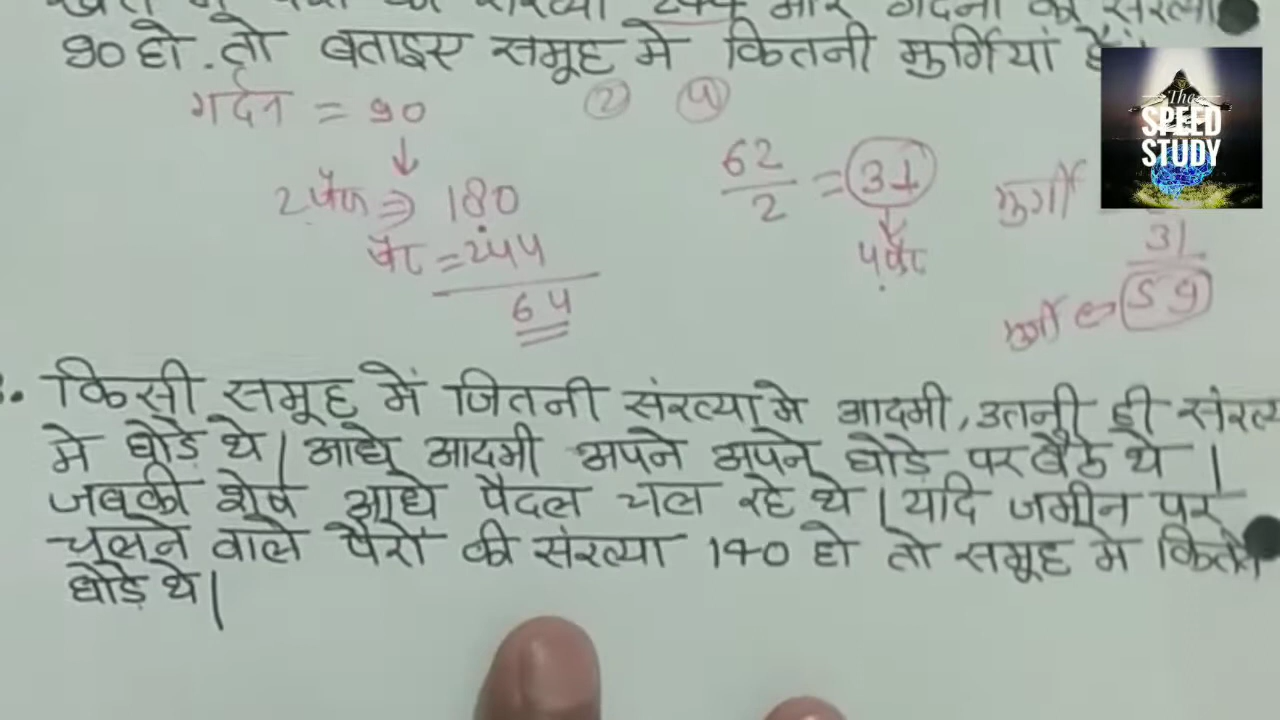 90 हो. तो बताइए समूह मे कितनी मुर्गियां हैं
गर्दन = 90
2 4
2 पैर ⇒ 180
पैर = 244
64
62/2 = 31
4 पैर
मुर्गी
31
मुर्गी ⇒ 59
The
SPEED
STUDY
किसी समूह में जितनी संख्या मे आदमी, उतनी ही
मे घोड़े थे। आधे आदमी अपने अपने घोड़े पर बैठे थे।
जबकी शेष आधे पैदल चल रहे थे। यदि जमीन पर
चलने वाले पैरों की संख्या 140 हो तो समूह मे कितने
घोड़े थे।